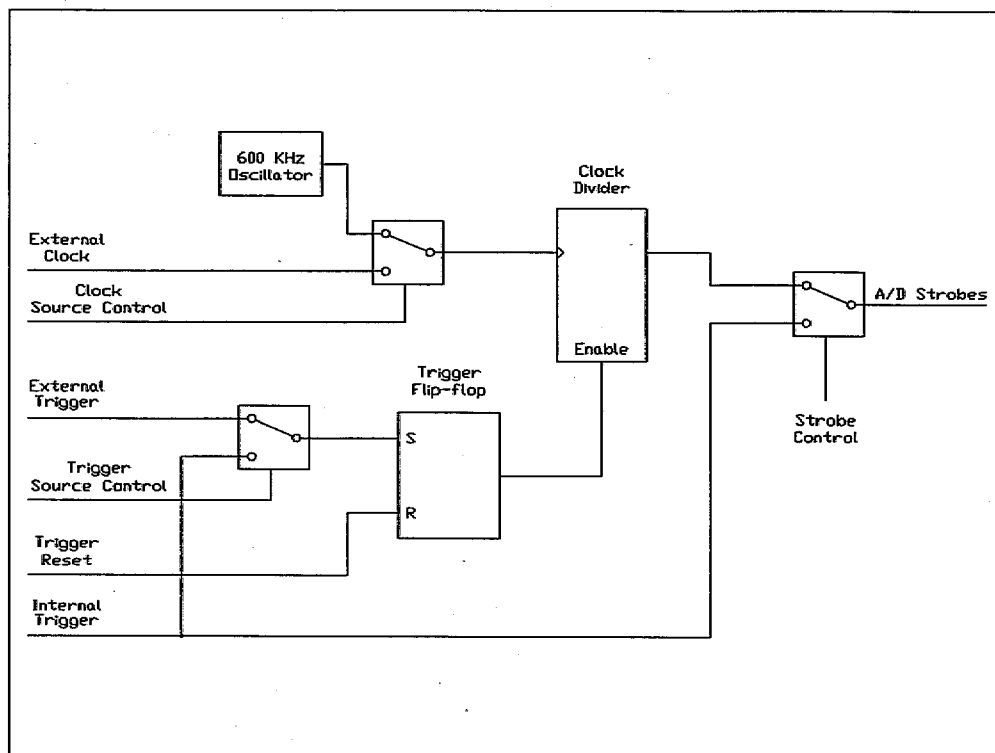 600 KHz
Oscillator
Clock
Divider
External
Clock
Clock
Source Control
A/D Strobes
Enable
Trigger
Flip-flop
External
Trigger
S
Strobe
Control
Trigger
Source Control
R
Trigger
Reset
Internal
Trigger